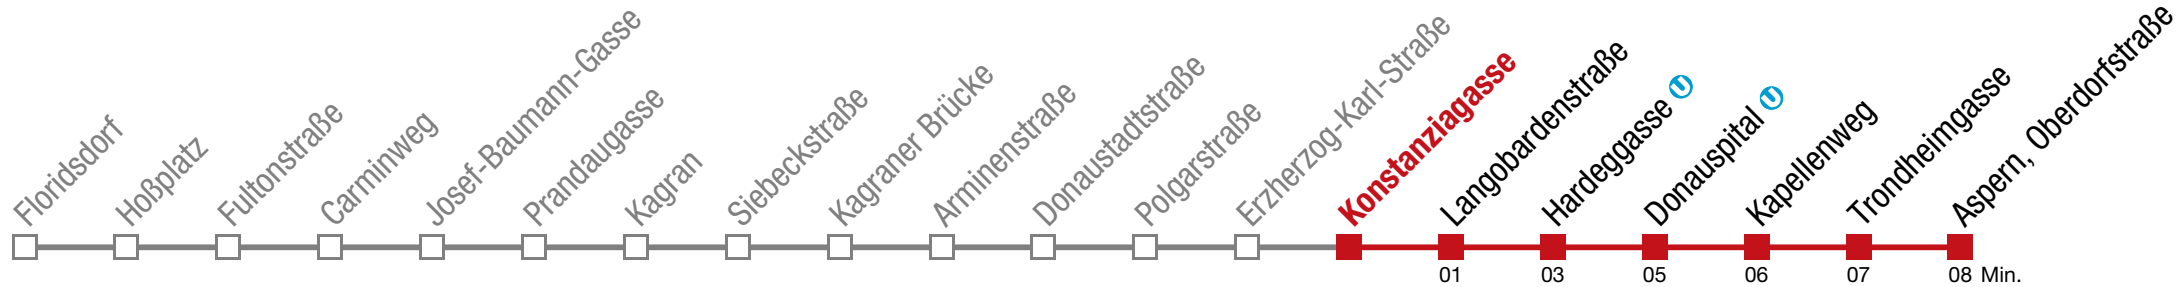 Floridsdorf
Hoßplatz
Fultonstraße
Carminweg
Josef-Baumann-Gasse
Prandaugasse
Kagran
Siebeckstraße
Kagraner Brücke
Arminenstraße
Donaustadtstraße
Polgarstraße
Erzherzog-Karl-Straße
Konstanziagasse
Langobardenstraße
Hardeggasse U
Donauspital U
Kapellenweg
Trondheimgasse
Aspern, Oberdorfstraße
01 03 05 06 07 08 Min.